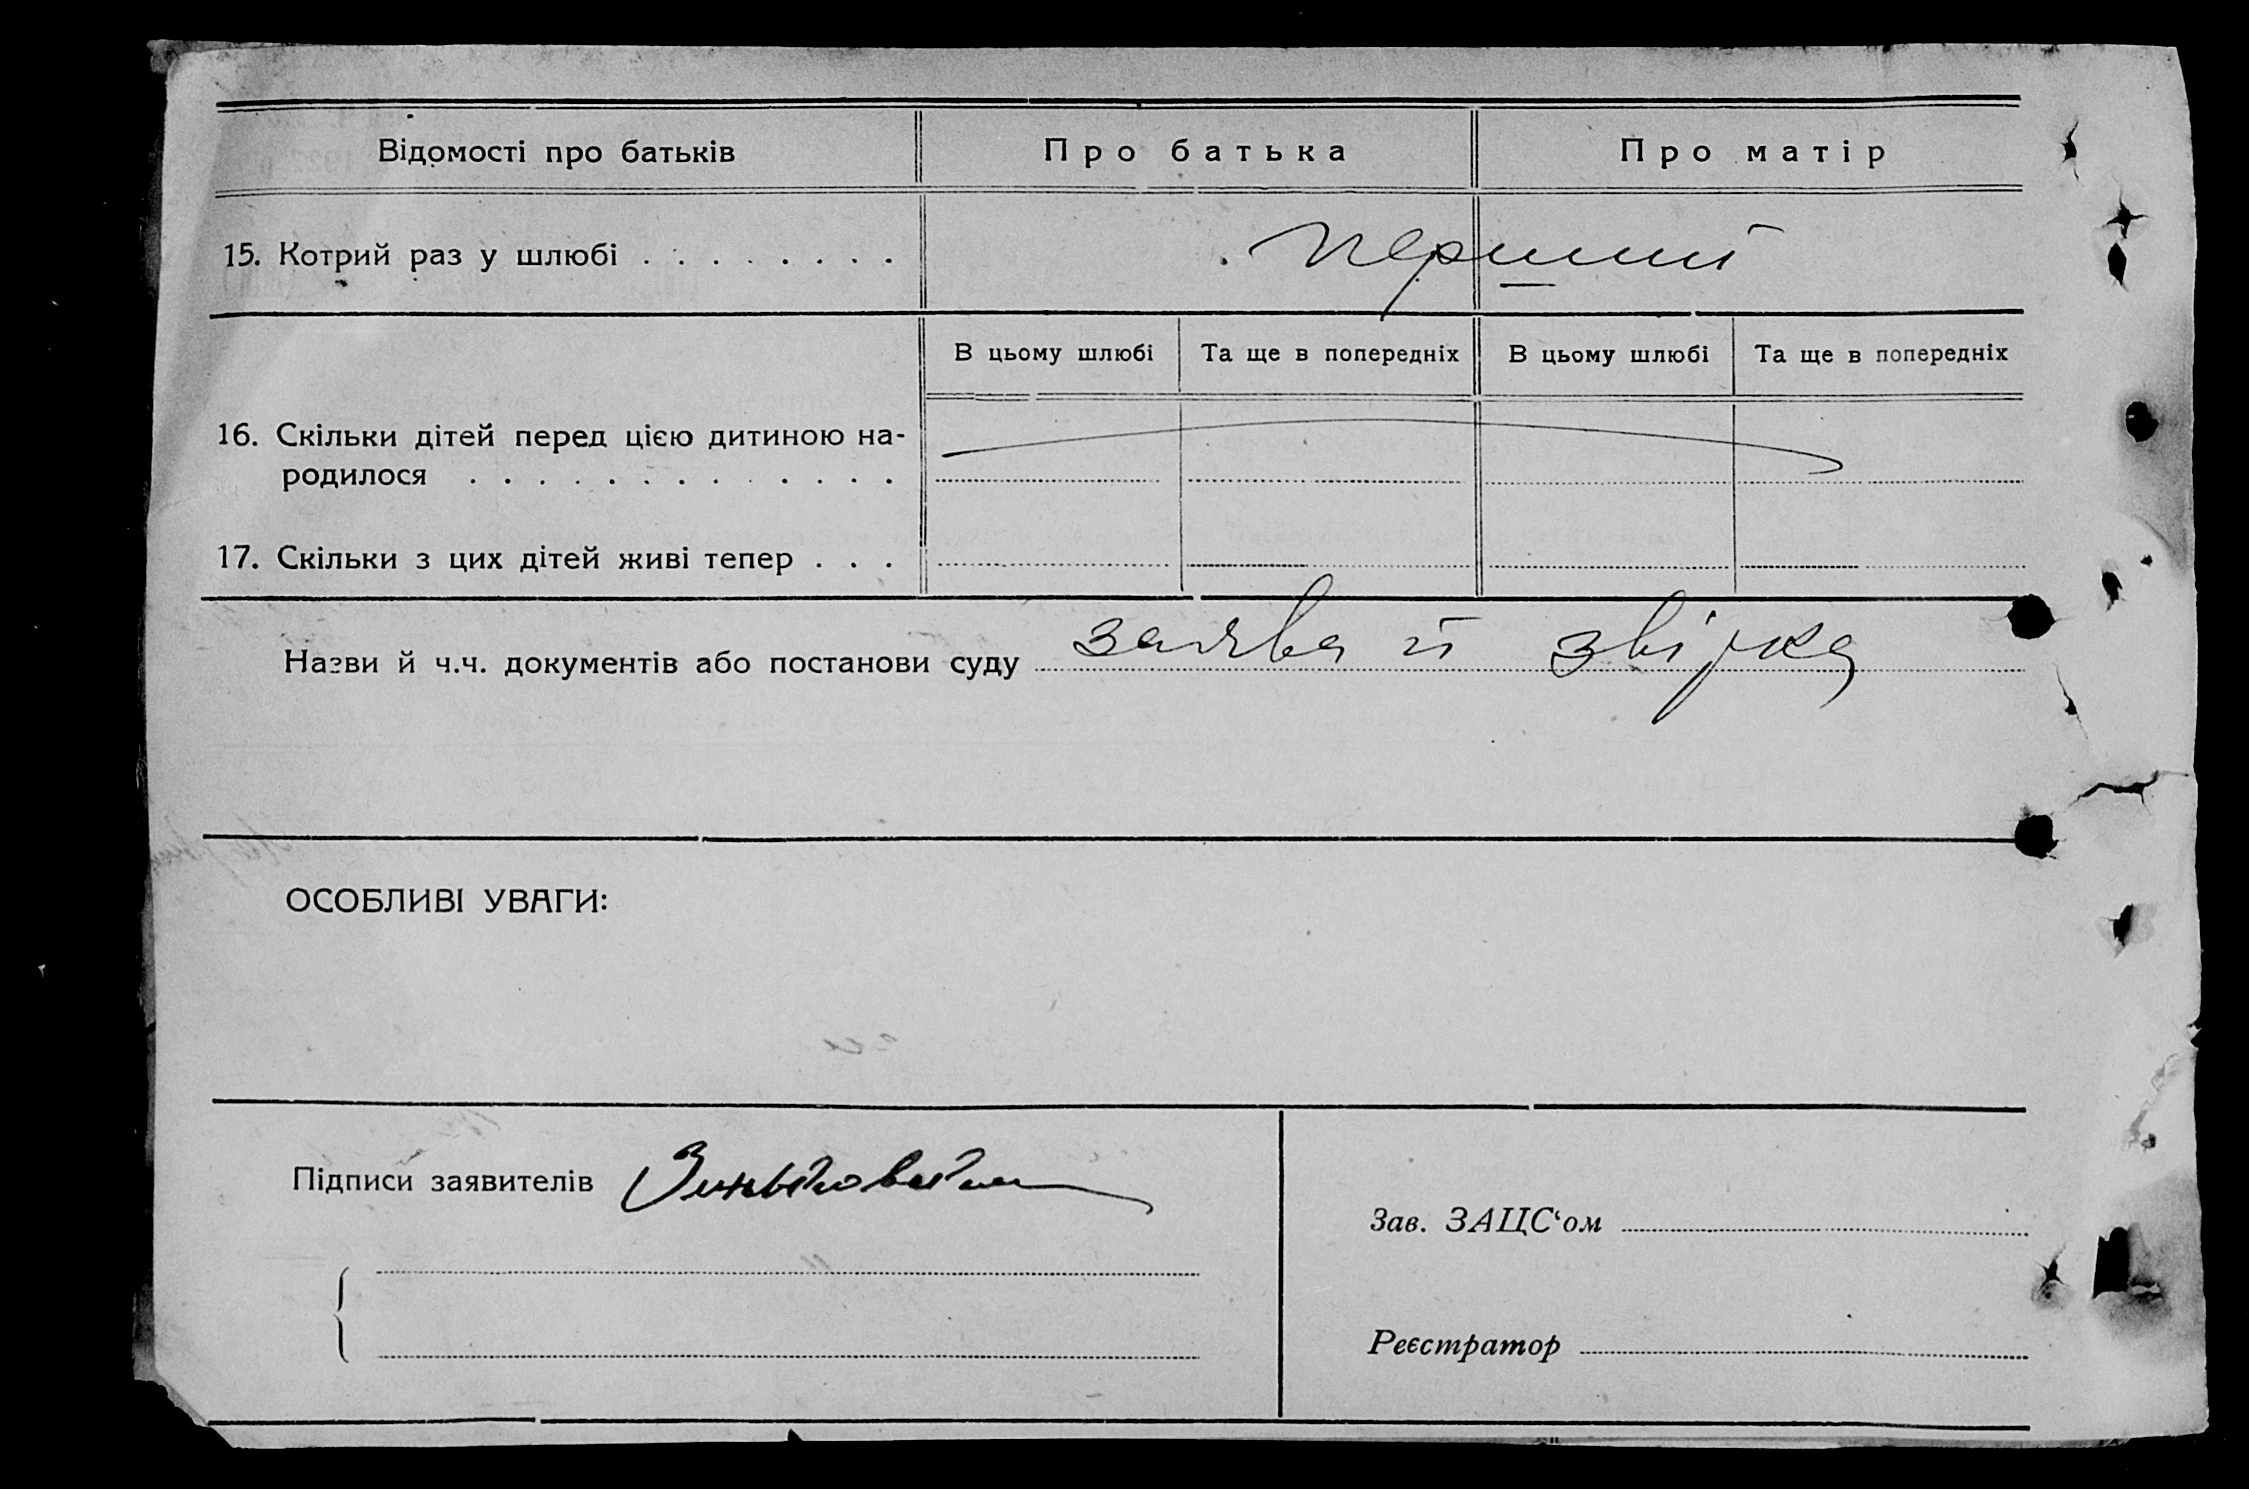 Відомості про батьків Про батька Про матір
15. Котрий раз у шлюбі . . . . . . . . перший
В цьому шлюбі Та ще в попередніх В цьому шлюбі Та ще в попередніх
16. Скільки дітей перед цією дитиною на-
родилося . . . . . . . . . . . . .
17. Скільки з цих дітей живі тепер . . .
Назви й ч.ч. документів або постанови суду заява й звірка
ОСОБЛИВІ УВАГИ:
Підписи заявителів
Зав. ЗАЦС‘ом
Реєстратор